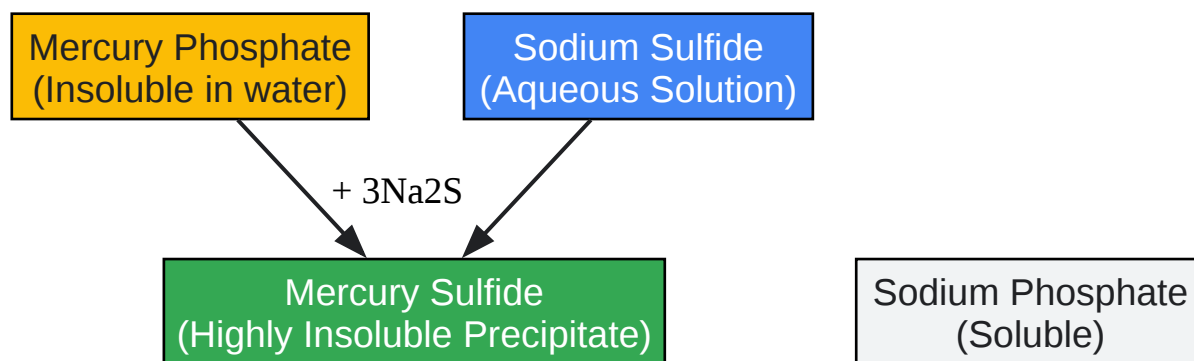 Mercury Phosphate
(Insoluble in water)
Sodium Sulfide
(Aqueous Solution)
+ 3Na2S
Mercury Sulfide
(Highly Insoluble Precipitate)
Sodium Phosphate
(Soluble)